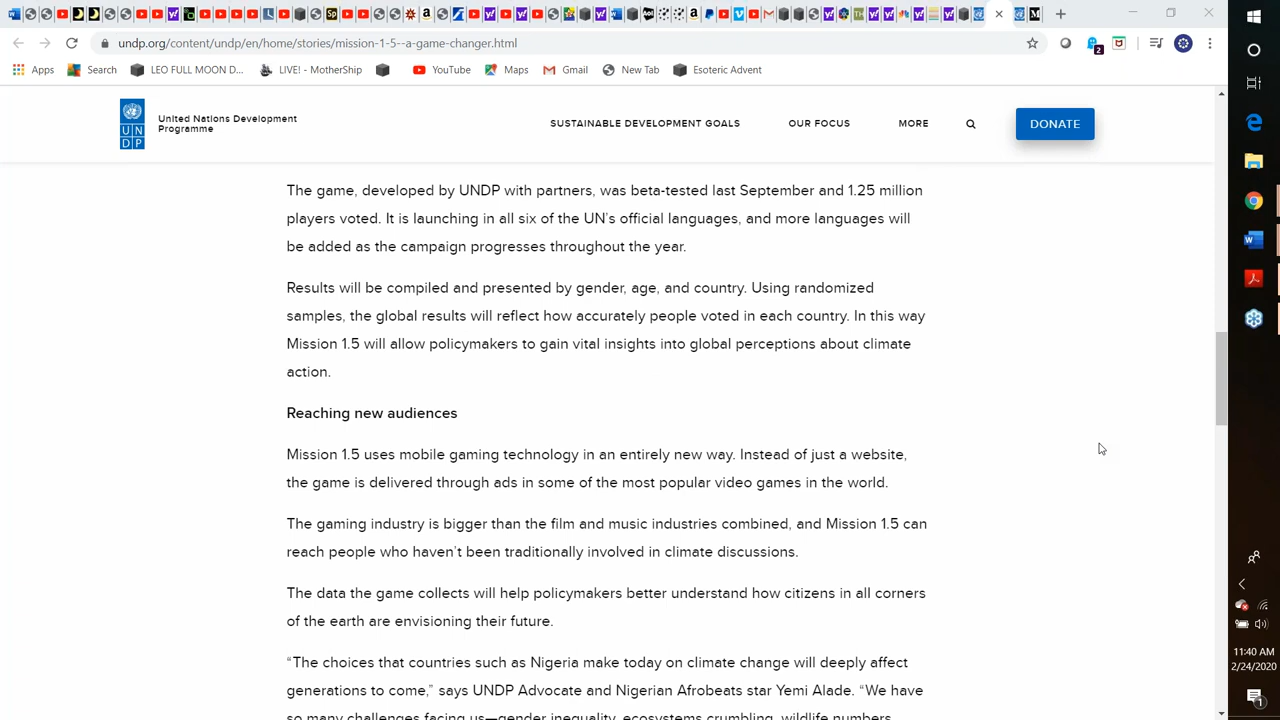 undp.org/content/undp/en/home/stories/mission-1-5--a-game-changer.html
Apps Search LEO FULL MOON D... LIVE! - MotherShip YouTube Maps Gmail New Tab Esoteric Advent
UN
DP
United Nations Development
Programme
SUSTAINABLE DEVELOPMENT GOALS OUR FOCUS MORE DONATE
The game, developed by UNDP with partners, was beta-tested last September and 1.25 million
players voted. It is launching in all six of the UN's official languages, and more languages will
be added as the campaign progresses throughout the year.
Results will be compiled and presented by gender, age, and country. Using randomized
samples, the global results will reflect how accurately people voted in each country. In this way
Mission 1.5 will allow policymakers to gain vital insights into global perceptions about climate
action.
Reaching new audiences
Mission 1.5 uses mobile gaming technology in an entirely new way. Instead of just a website,
the game is delivered through ads in some of the most popular video games in the world.
The gaming industry is bigger than the film and music industries combined, and Mission 1.5 can
reach people who haven't been traditionally involved in climate discussions.
The data the game collects will help policymakers better understand how citizens in all corners
of the earth are envisioning their future.
“The choices that countries such as Nigeria make today on climate change will deeply affect
generations to come,” says UNDP Advocate and Nigerian Afrobeats star Yemi Alade. “We have
so many challenges facing us—gender inequality, ecosystems crumbling, wildlife numbers
11:40 AM
2/24/2020